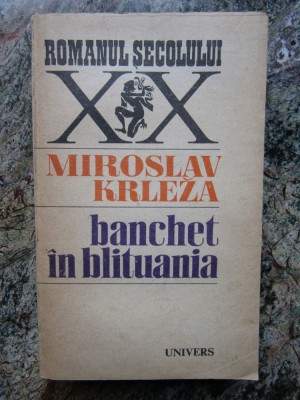 ROMANUL SECOLULUI
XX
MIROSLAV
KRLEŽA
banchet
în blituania
UNIVERS